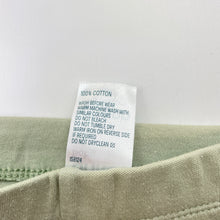 100% COTTON
WASH BEFORE WEAR
WARM MACHINE WASH WITH
SIMILAR COLOURS
DO NOT BLEACH
DO NOT TUMBLE DRY
WARM IRON ON REVERSE SIDE
IF REQUIRED
DO NOT DRYCLEAN